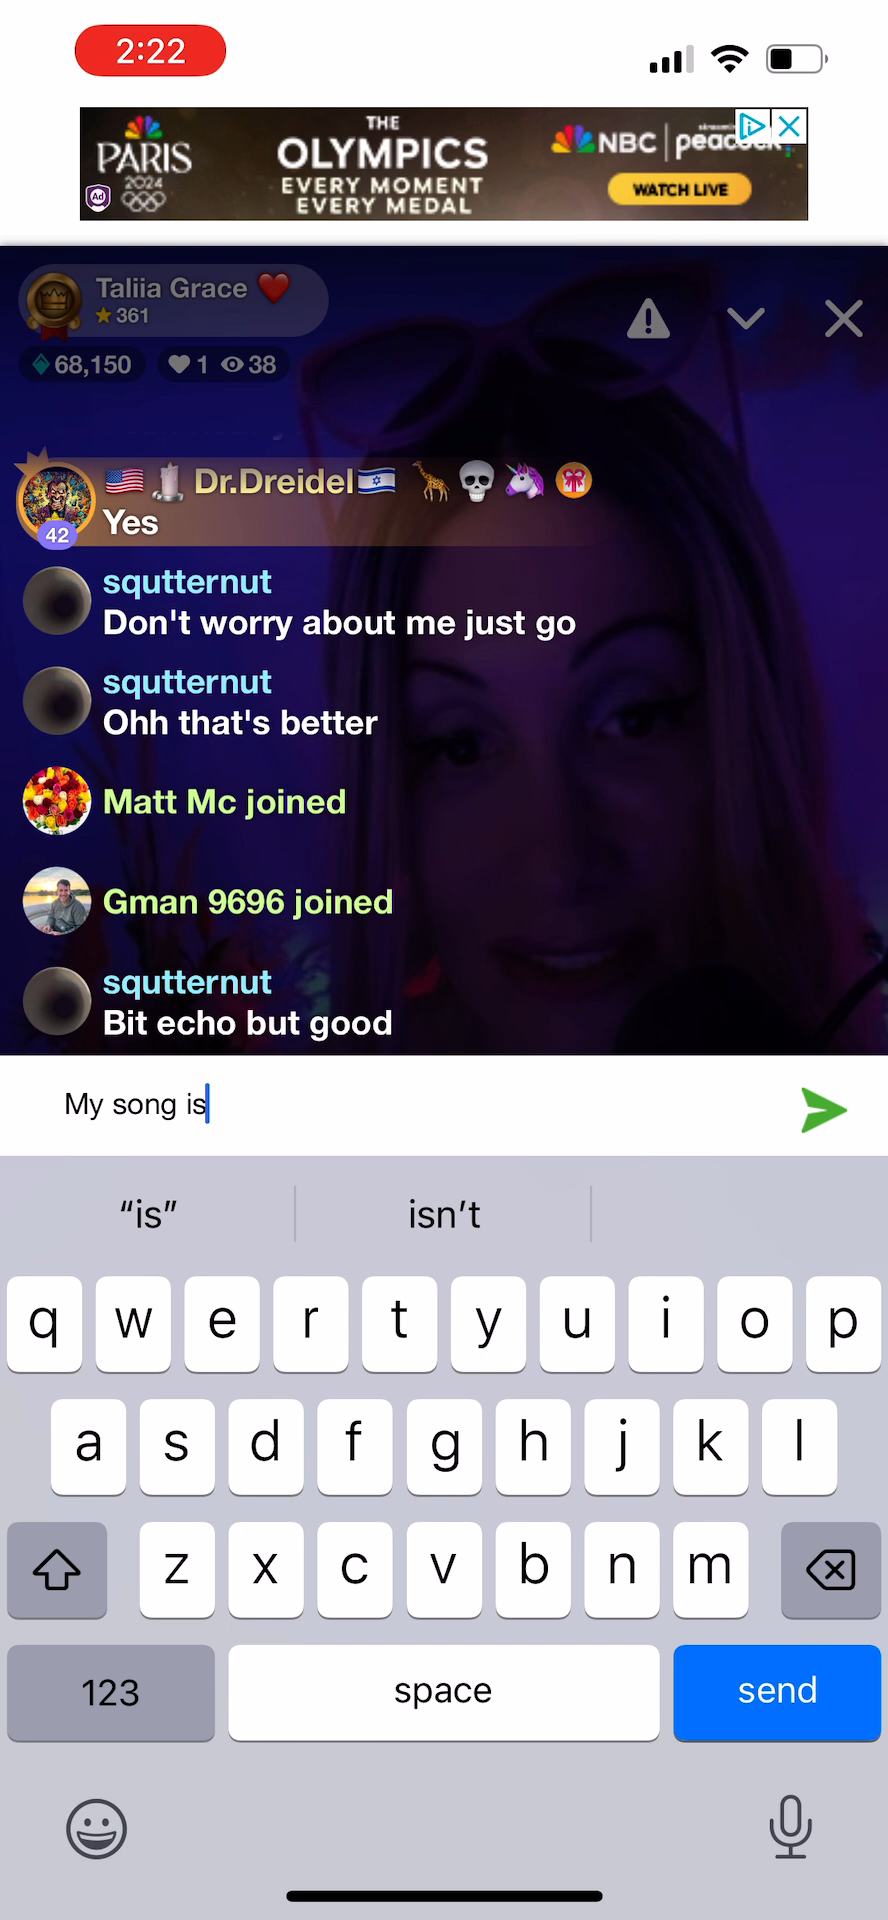 2:22
PARIS
2024
THE
OLYMPICS
EVERY MOMENT
EVERY MEDAL
NBC
WATCH LIVE
Ad
Taliia Grace ❤️
361
68,150 1 38
🇺🇸🕯️Dr.Dreidel🇮🇱 🦒💀🦄
42
Yes
squtternut
Don't worry about me just go
squtternut
Ohh that's better
Matt Mc joined
Gman 9696 joined
squtternut
Bit echo but good
My song is
“is” isn’t
q w e r t y u i o p
a s d f g h j k l
z x c v b n m
123 space send